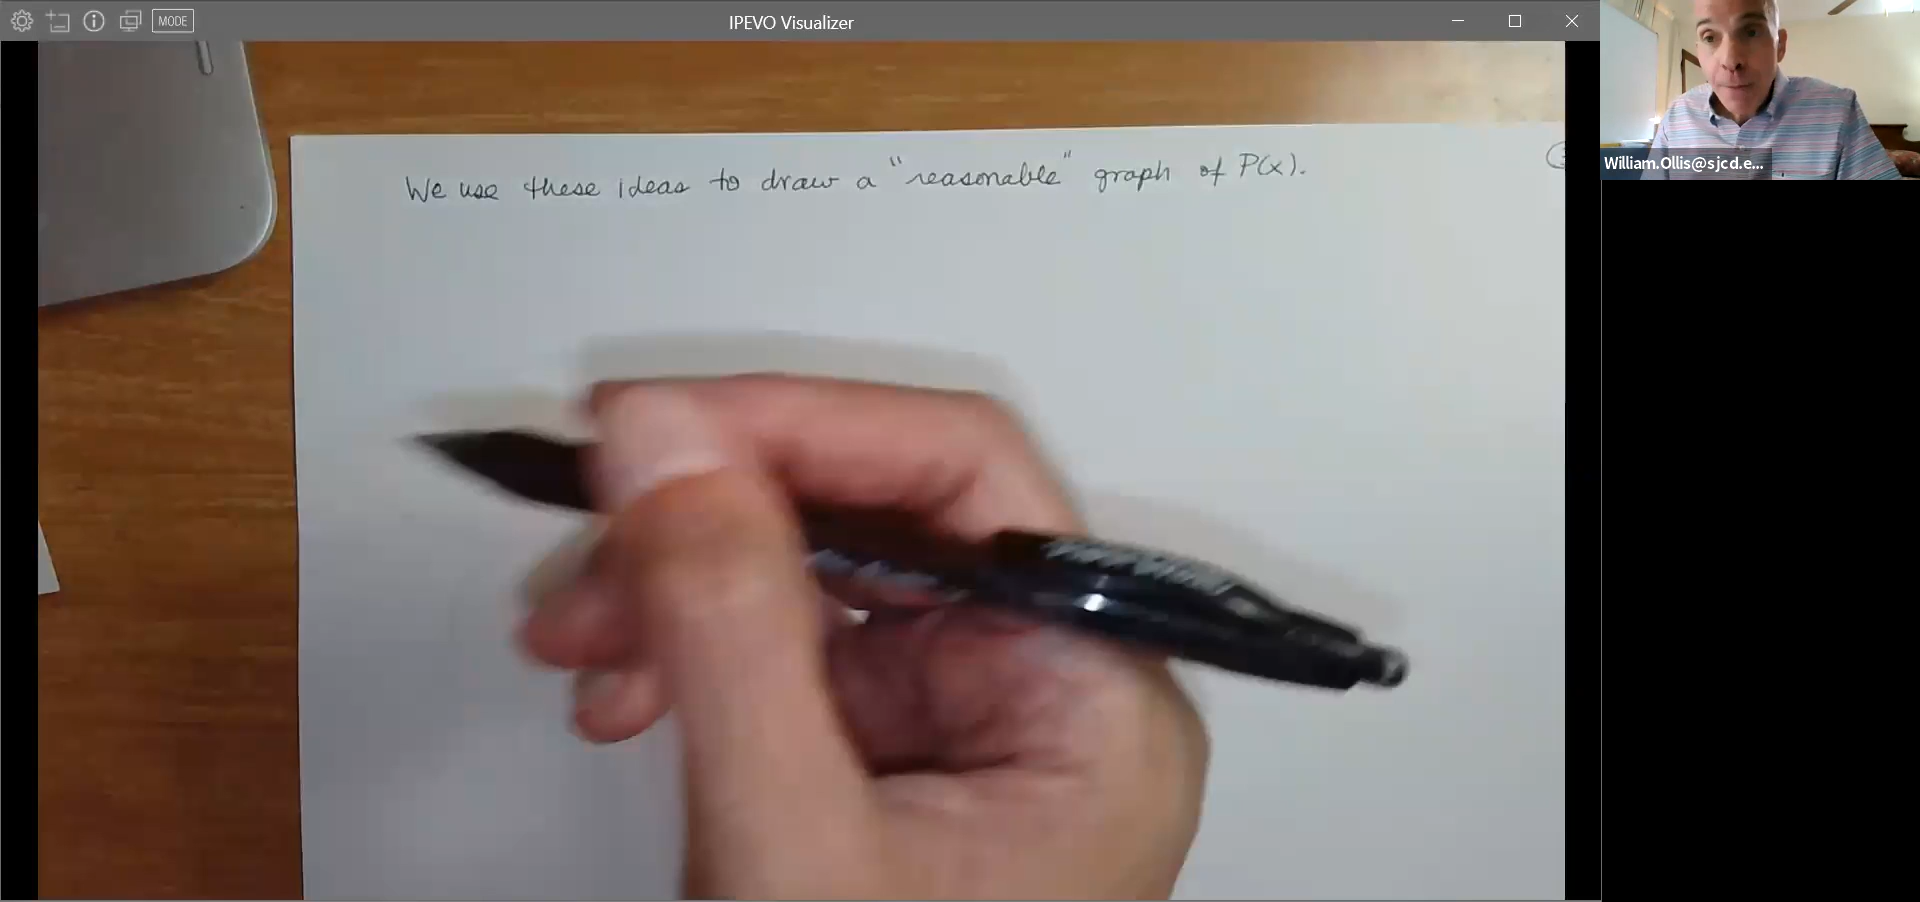 MODE
IPEVO Visualizer
We use these ideas to draw a "reasonable" graph of P(x).
William.Ollis@sjcd.e...